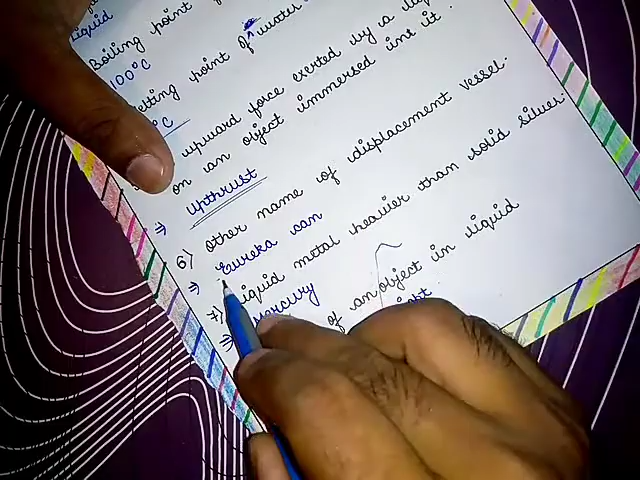 Liquid
Boiling point
100°C
elting point of water
°C
upward force exerted by a liq
on an object immersed in it.
⇒ Upthrust
6) Other name of displacement vessel.
⇒ Eureka can
7) Liquid metal heavier than solid silver.
⇒ Mercury
of an object in liquid